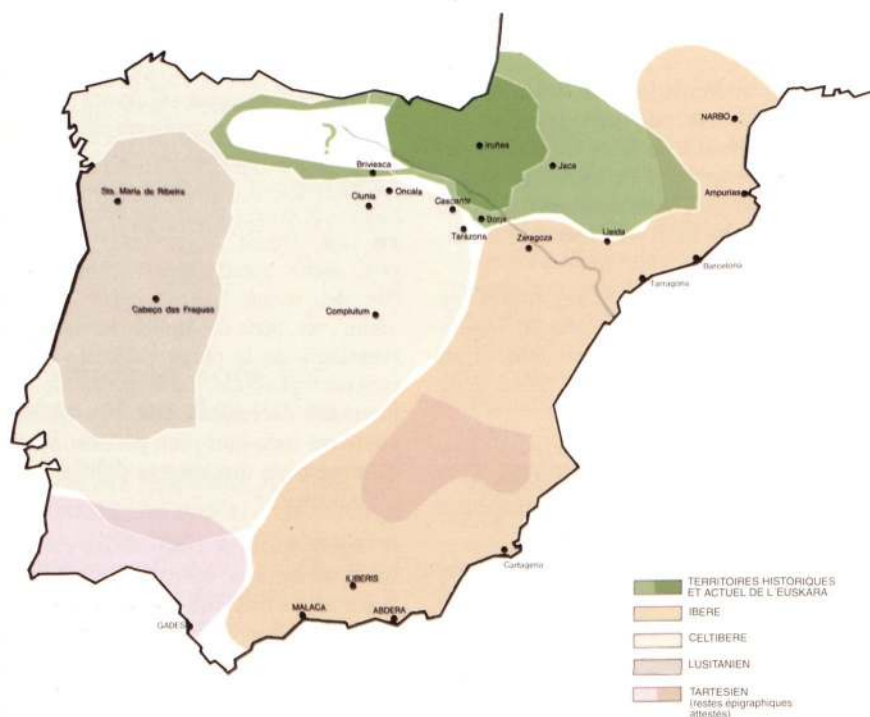 NARBO
?
Iruñea
Jaca
Briviesca
Ampurias
Sta. Maria de Ribeira
Oncala
Clunia
Cascante
Borja
Tarazona
Zaragoza
Lleida
Barcelona
Tarragona
Cabeço das Fraguas
Complutum
Cartagena
ILIBERIS
MALACA
ABDERA
GADES
TERRITOIRES HISTORIQUES
ET ACTUEL DE L'EUSKARA
IBERE
CELTIBERE
LUSITANIEN
TARTESIEN
(restes épigraphiques
attestés)